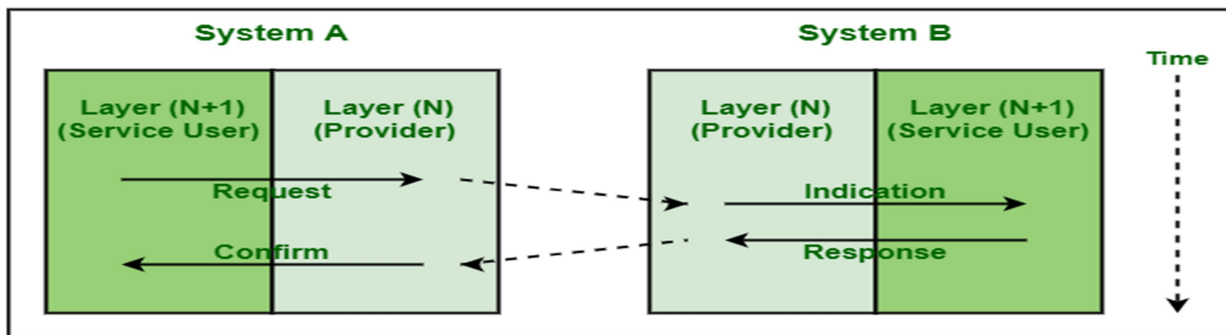 System A
System B
Time
Layer (N+1)
(Service User)
Layer (N)
(Provider)
Layer (N)
(Provider)
Layer (N+1)
(Service User)
Request
Indication
Confirm
Response